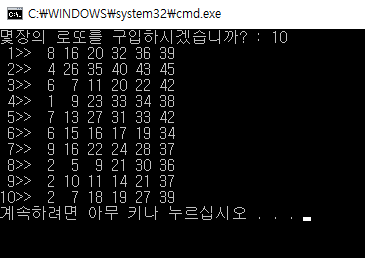 C:\WINDOWS\system32\cmd.exe
몇장의 로또를 구입하시겠습니까? : 10
1>> 8 16 20 32 36 39
2>> 4 26 35 40 43 45
3>> 6 7 11 20 22 42
4>> 1 9 23 33 34 38
5>> 7 13 27 31 33 42
6>> 6 15 16 17 19 34
7>> 9 16 22 24 28 37
8>> 2 5 9 21 30 36
9>> 2 10 11 14 21 37
10>> 2 7 18 19 27 39
계속하려면 아무 키나 누르십시오 . . .